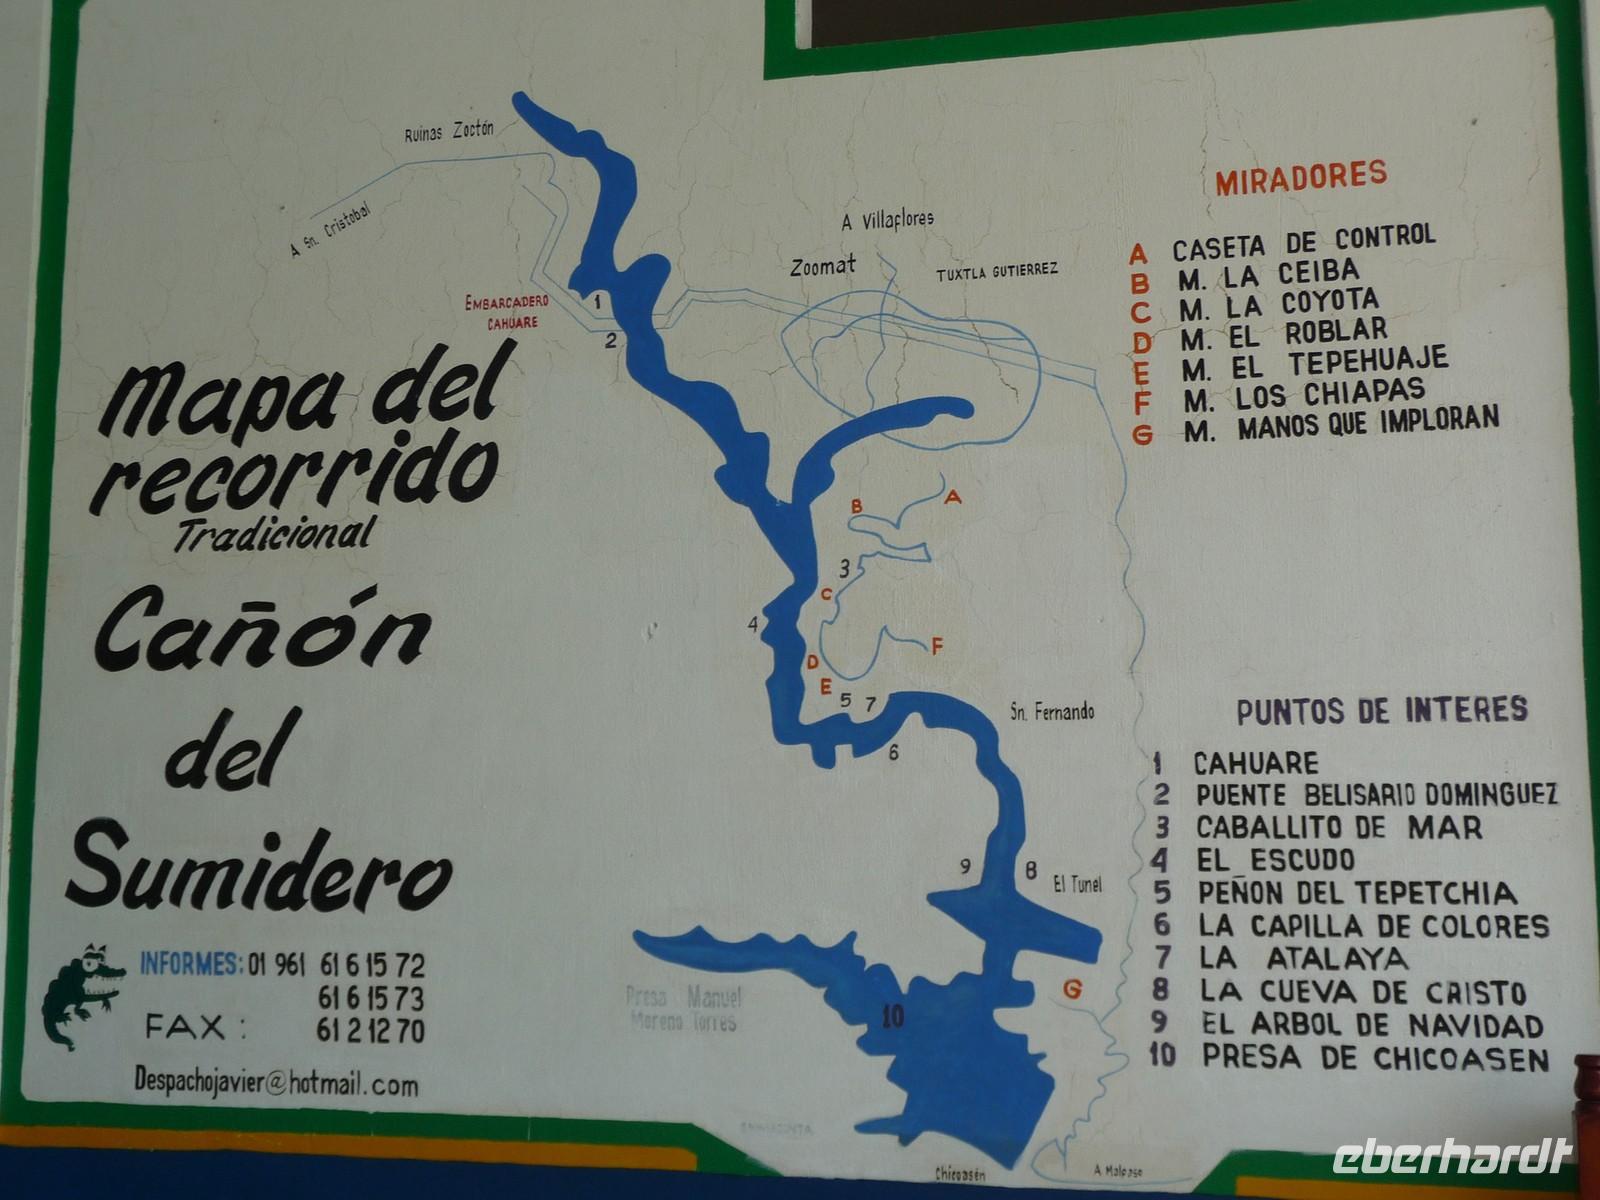 Ruinas Zoctón
A Sn. Cristobal
EMBARCADERO
CAHUARE
1
2
A Villaflores
Zoomat
TUXTLA GUTIERREZ
Mapa del
recorrido
Tradicional
Cañón
del
Sumidero
INFORMES: 01 961 61 6 15 72
61 6 15 73
FAX : 61 2 12 70
Despachojavier@hotmail.com
A
B
3
C
4
F
D
E
5 7
6
Sn. Fernando
9
8
El Tunel
Presa Manuel
Moreno Torres
10
G
Chicoasén
A Malpaso
MIRADORES
A CASETA DE CONTROL
B M. LA CEIBA
C M. LA COYOTA
D M. EL ROBLAR
E M. EL TEPEHUAJE
F M. LOS CHIAPAS
G M. MANOS QUE IMPLORAN
PUNTOS DE INTERES
1 CAHUARE
2 PUENTE BELISARIO DOMINGUEZ
3 CABALLITO DE MAR
4 EL ESCUDO
5 PEÑON DEL TEPETCHIA
6 LA CAPILLA DE COLORES
7 LA ATALAYA
8 LA CUEVA DE CRISTO
9 EL ARBOL DE NAVIDAD
10 PRESA DE CHICOASEN
eberhardt